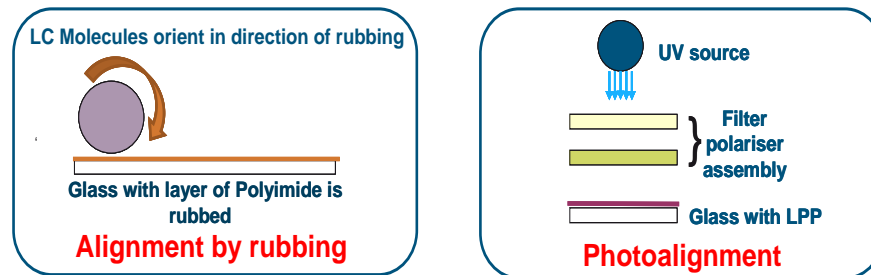 LC Molecules orient in direction of rubbing
Glass with layer of Polyimide is
rubbed
Alignment by rubbing
UV source
Filter
polariser
assembly
Glass with LPP
Photoalignment